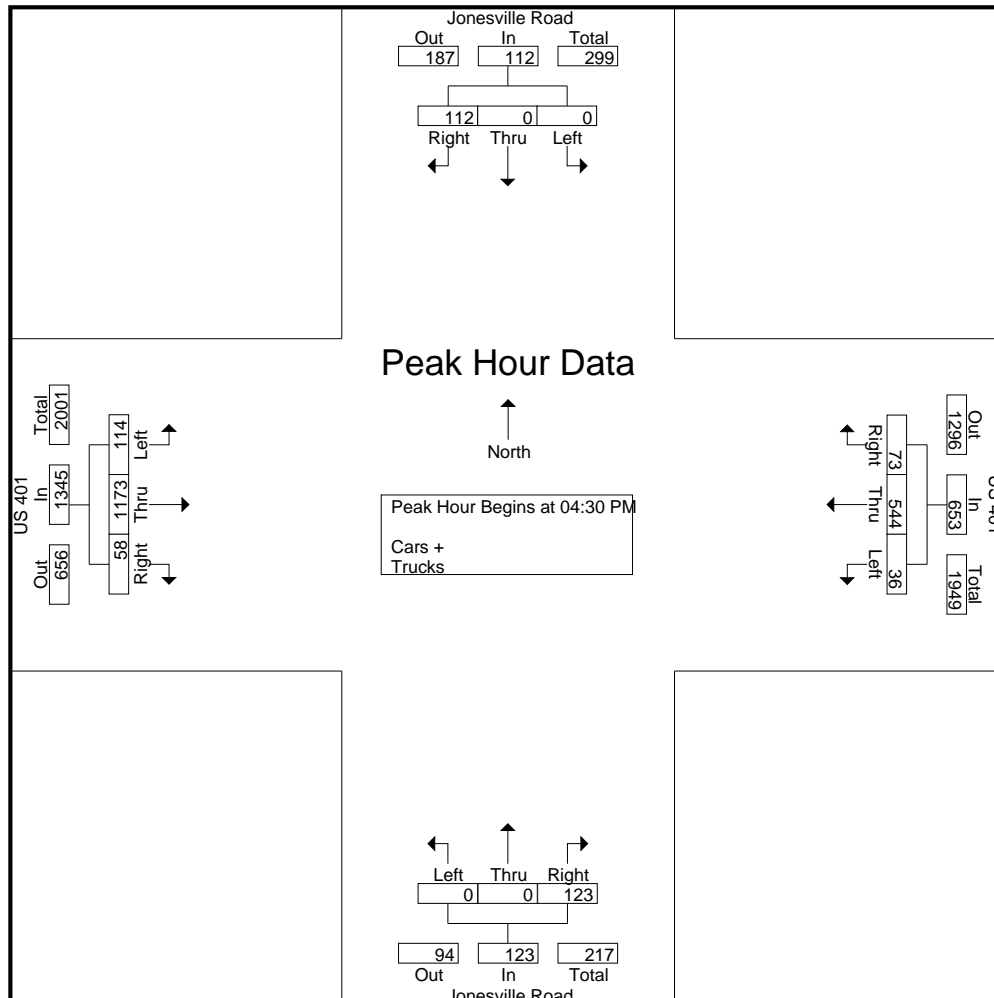 Jonesville Road
Out In Total
187 112 299
112 0 0
Right Thru Left
Peak Hour Data
North
Peak Hour Begins at 04:30 PM
Cars +
Trucks
US 401
Total In Out
2001 1345 656
114 1173 58
Left Thru Right
Out In Total
1296 653 1949
73 544 36
Right Thru Left
Left Thru Right
0 0 123
94 123 217
Out In Total
Jonesville Road